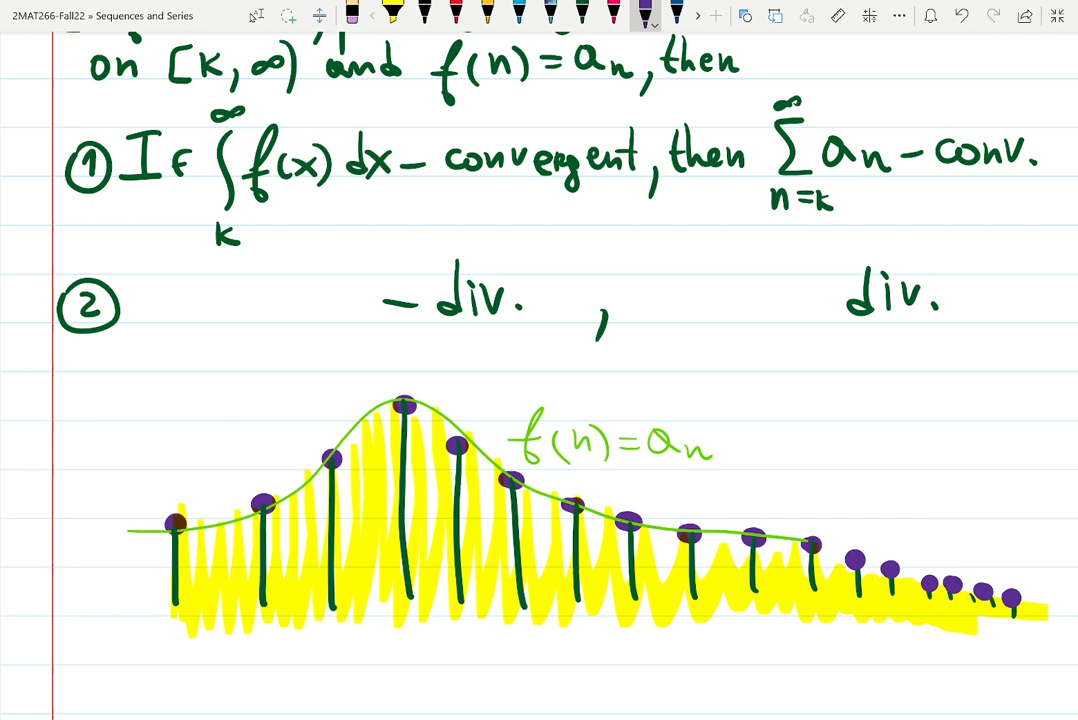 2MAT266-Fall22 » Sequences and Series
on [k, ∞) and f(n) = an, then
① If ∫k^∞ f(x) dx – convergent, then ∑n=k^∞ an – conv.
② – div. , div.
f(n) = an